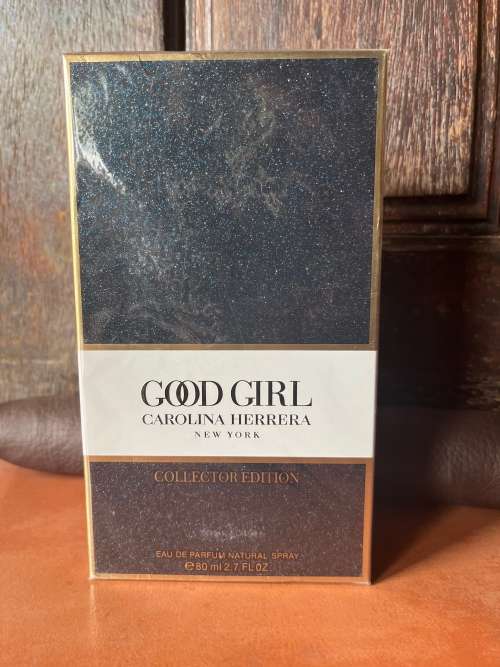 GOOD GIRL
CAROLINA HERRERA
NEW YORK
COLLECTOR EDITION
EAU DE PARFUM NATURAL SPRAY
℮80 ml 2.7 FL.OZ.